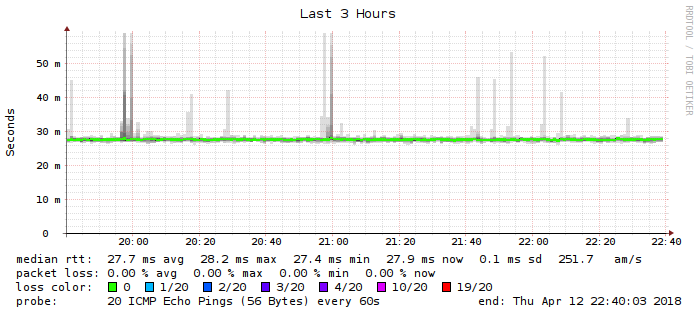 Last 3 Hours
RRDTOOL / TOBI OETIKER
Seconds
50 m
40 m
30 m
20 m
10 m
0
20:00 20:20 20:40 21:00 21:20 21:40 22:00 22:20 22:40
median rtt: 27.7 ms avg 28.2 ms max 27.4 ms min 27.9 ms now 0.1 ms sd 251.7 am/s
packet loss: 0.00 % avg 0.00 % max 0.00 % min 0.00 % now
loss color: 0 1/20 2/20 3/20 4/20 10/20 19/20
probe: 20 ICMP Echo Pings (56 Bytes) every 60s end: Thu Apr 12 22:40:03 2018